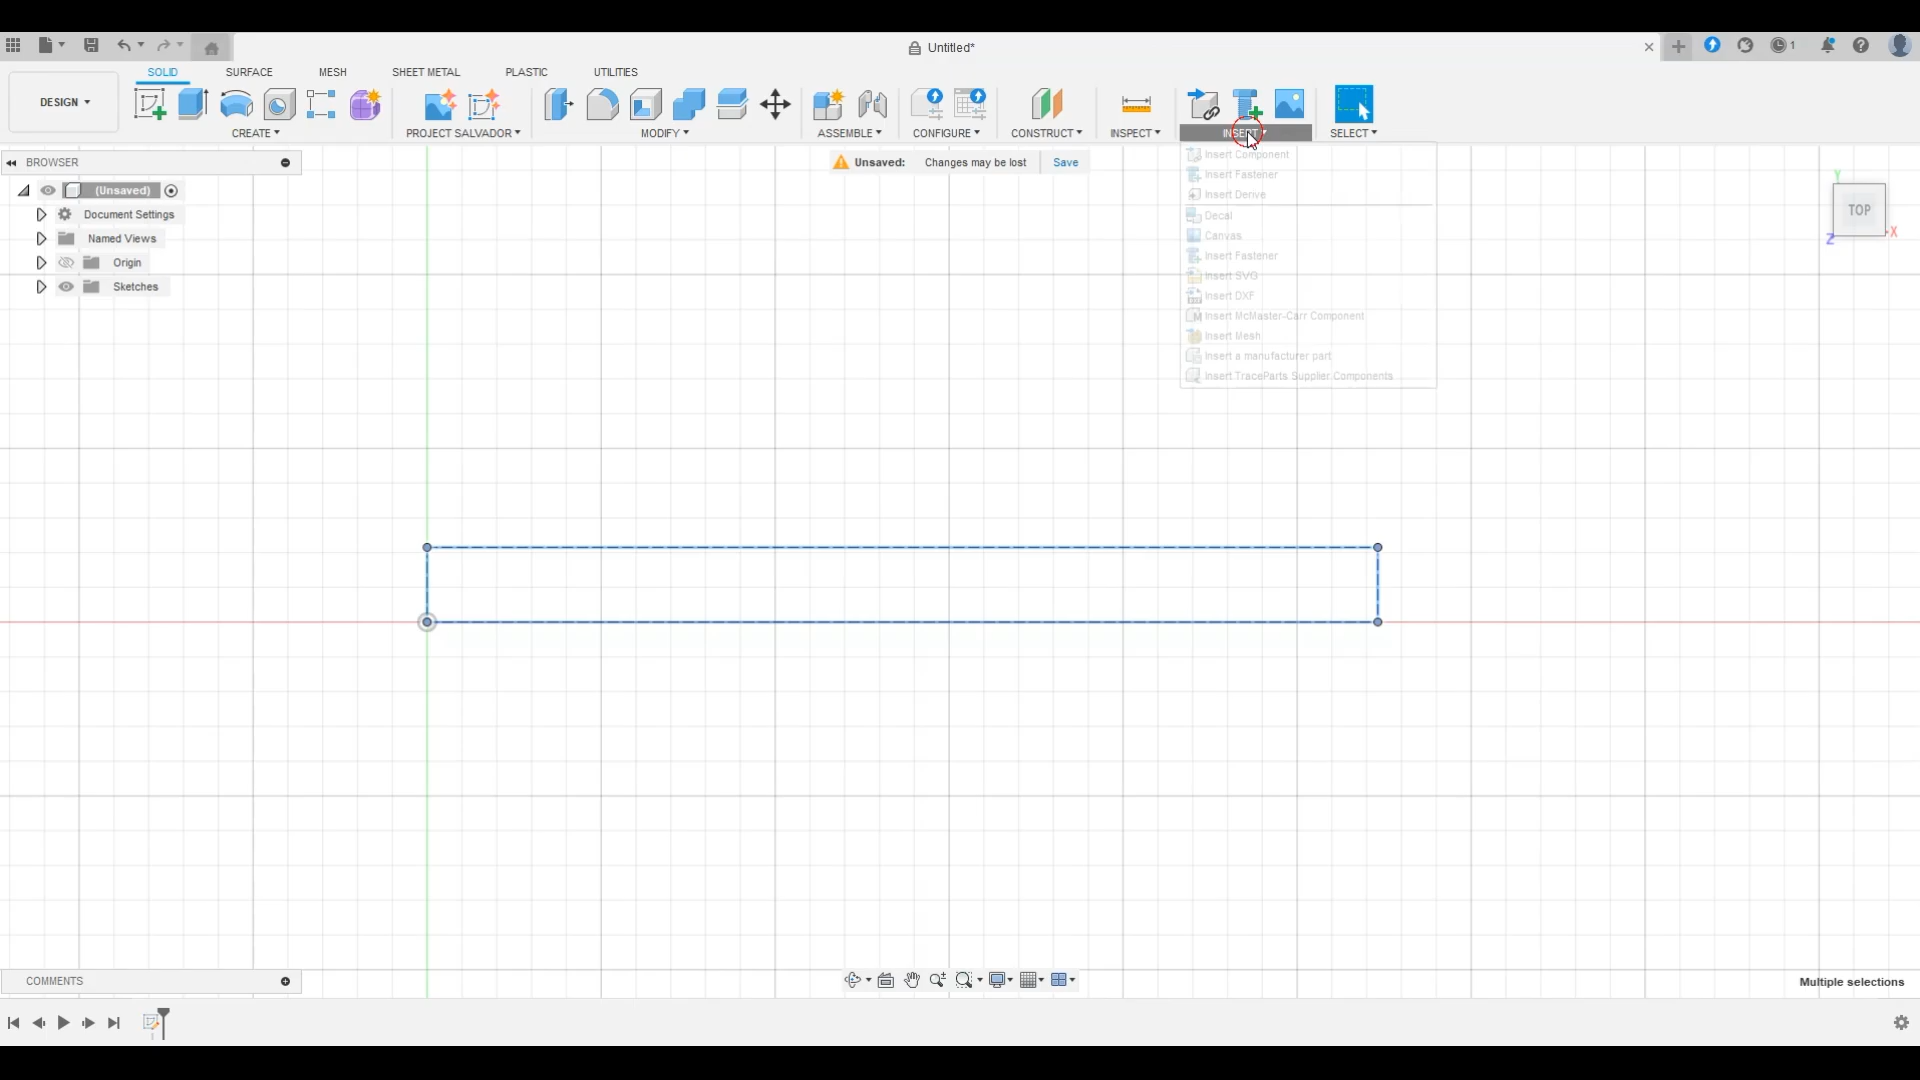 Untitled*
1
SOLID SURFACE MESH SHEET METAL PLASTIC UTILITIES
DESIGN
CREATE PROJECT SALVADOR MODIFY ASSEMBLE CONFIGURE CONSTRUCT INSPECT INSERT SELECT
BROWSER
Unsaved: Changes may be lost Save
(Unsaved)
Document Settings
Named Views
Origin
Sketches
Insert Component
Insert Fastener
Insert Derive
Decal
Canvas
Insert Fastener
Insert SVG
Insert DXF
Insert McMaster-Carr Component
Insert Mesh
Insert a manufacturer part
Insert TraceParts Supplier Components
Y
TOP
X
Z
COMMENTS
Multiple selections